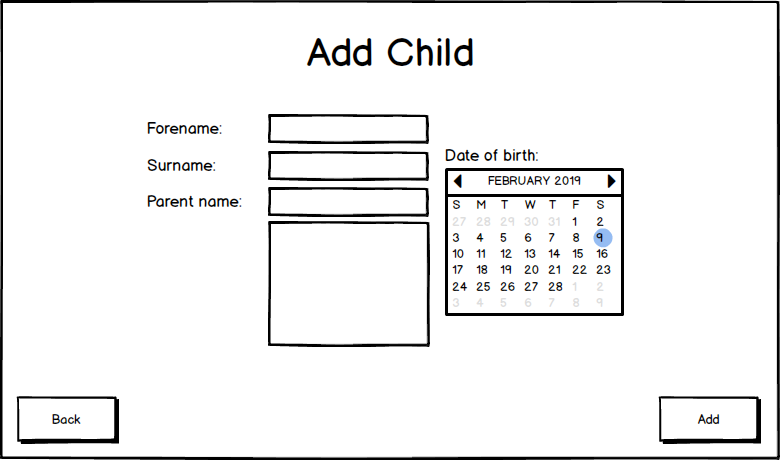 Add Child
Forename:
Surname:
Parent name:
Date of birth:
FEBRUARY 2019
S M T W T F S
27 28 29 30 31 1 2
3 4 5 6 7 8 9
10 11 12 13 14 15 16
17 18 19 20 21 22 23
24 25 26 27 28 1 2
3 4 5 6 7 8 9
Back
Add